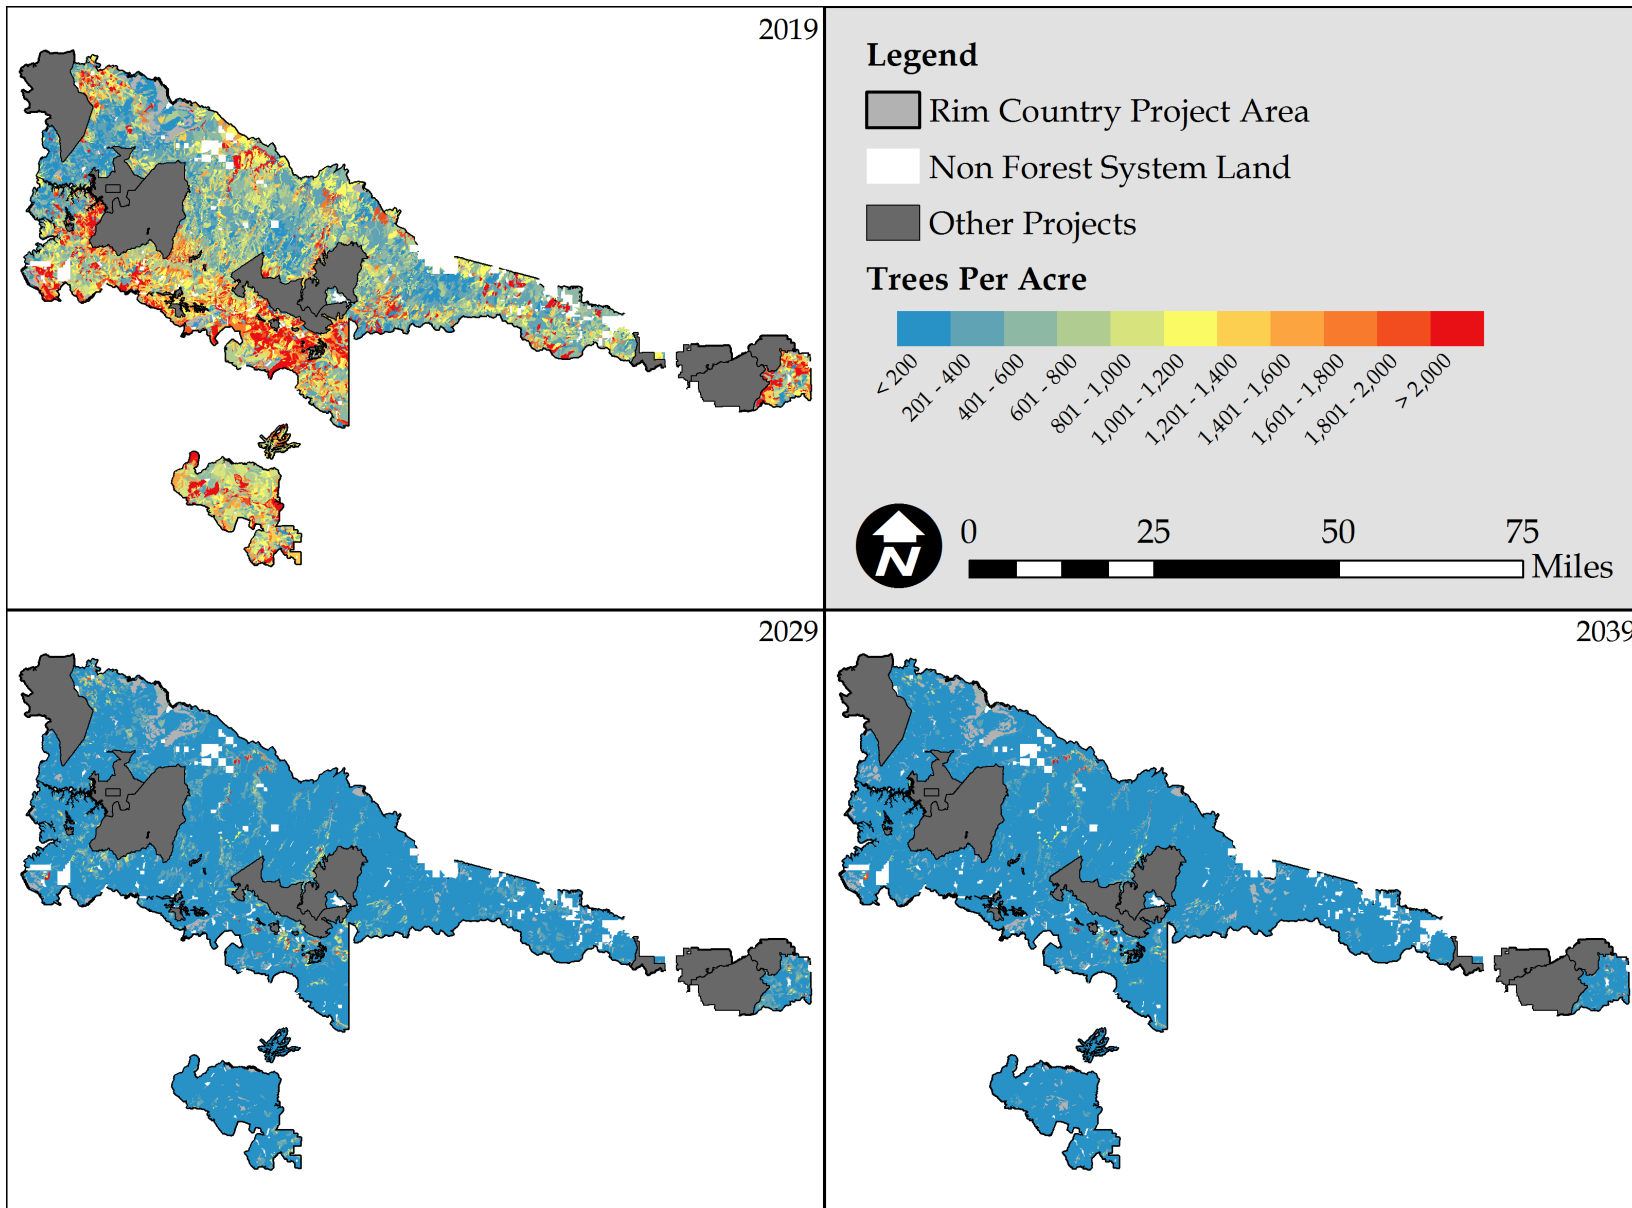 2019
Legend
Rim Country Project Area
Non Forest System Land
Other Projects
Trees Per Acre
< 200
201 - 400
401 - 600
601 - 800
801 - 1,000
1,001 - 1,200
1,201 - 1,400
1,401 - 1,600
1,601 - 1,800
1,801 - 2,000
> 2,000
N
0 25 50 75
Miles
2029
2039